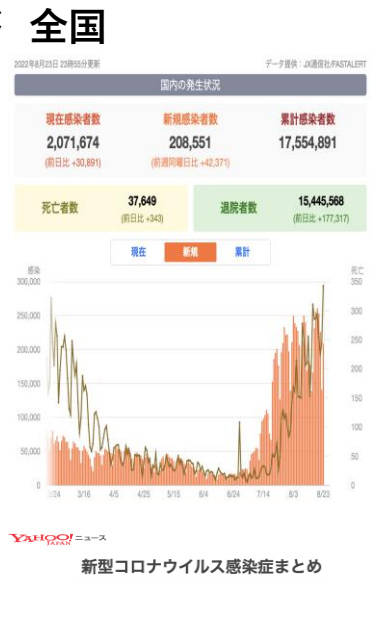 全国
2022年8月23日 23時55分更新
データ提供：JX通信社/FASTALERT
国内の発生状況
現在感染者数 新規感染者数 累計感染者数
2,071,674 208,551 17,554,891
(前日比 +30,891) (前週同曜日比 +42,371)
死亡者数 37,649 退院者数 15,445,568
(前日比 +343) (前日比 +177,317)
現在 新規 累計
感染 死亡
300,000 350
300
250,000
250
200,000
200
150,000
150
100,000
100
50,000 50
0 0
2/24 3/16 4/5 4/25 5/15 6/4 6/24 7/14 8/3 8/23
YAHOO!ニュース
JAPAN
新型コロナウイルス感染症まとめ